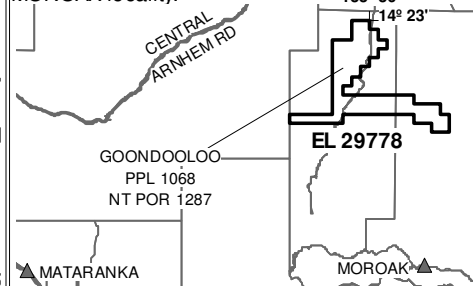 14º 23'
CENTRAL
ARNHEM RD
EL 29778
GOONDOOLOO
PPL 1068
NT POR 1287
MATARANKA
MOROAK